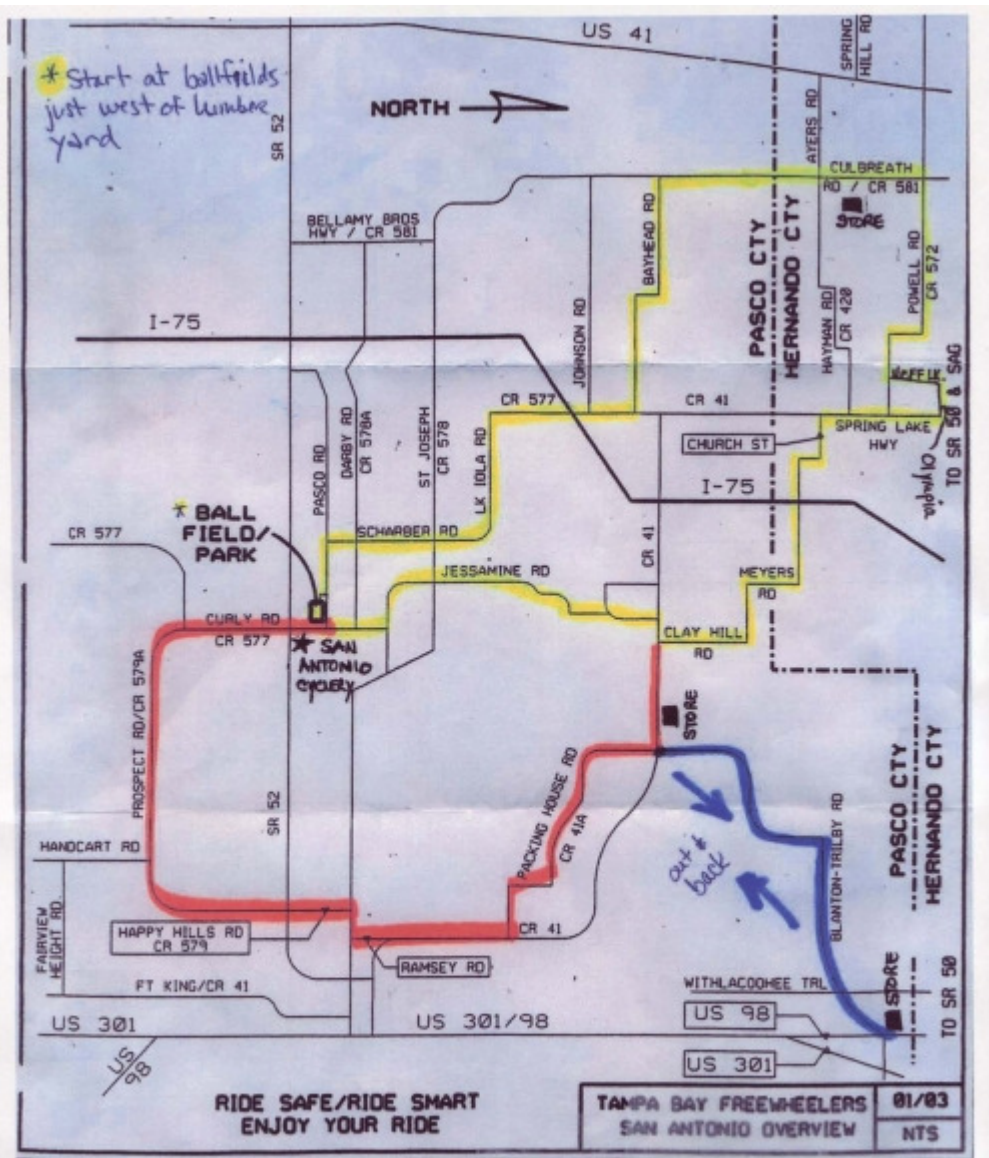 US 41
SPRING
HILL RD
* Start at ballfields
just west of lumber
yard
NORTH
SR 52
AYERS RD
CULBREATH
RD / CR 581
STORE
BELLAMY BROS
HWY / CR 581
BAYHEAD RD
PASCO CTY
HERNANDO CTY
POWELL RD
CR 572
I-75
JOHNSON RD
HAYMAN RD
CR 420
CR 577
CR 41
SPRING LAKE
HWY
CHURCH ST
TO SR 50 & SAG
Olympia
PASCO RD
DARBY RD
CR 578A
ST JOSEPH
CR 578
LK IOLA RD
I-75
* BALL
FIELD/
PARK
CR 577
SCHARBER RD
CR 41
JESSAMINE RD
MEYERS
RD
CURLY RD
CR 577
CLAY HILL
RD
SAN
ANTONIO
CYCLERY
STORE
PROSPECT RD/CR 579A
SR 52
PACKING HOUSE RD
CR 41A
out &
back
BLANTON-TRILBY RD
PASCO CTY
HERNANDO CTY
HANDCART RD
FAIRVIEW
HEIGHT RD
HAPPY HILLS RD
CR 579
CR 41
RAMSEY RD
FT KING/CR 41
WITHLACOOHEE TRL
STORE
TO SR 50
US 301
US 301/98
US 98
US 301
US
98
RIDE SAFE/RIDE SMART
ENJOY YOUR RIDE
TAMPA BAY FREEWHEELERS
SAN ANTONIO OVERVIEW
01/03
NTS